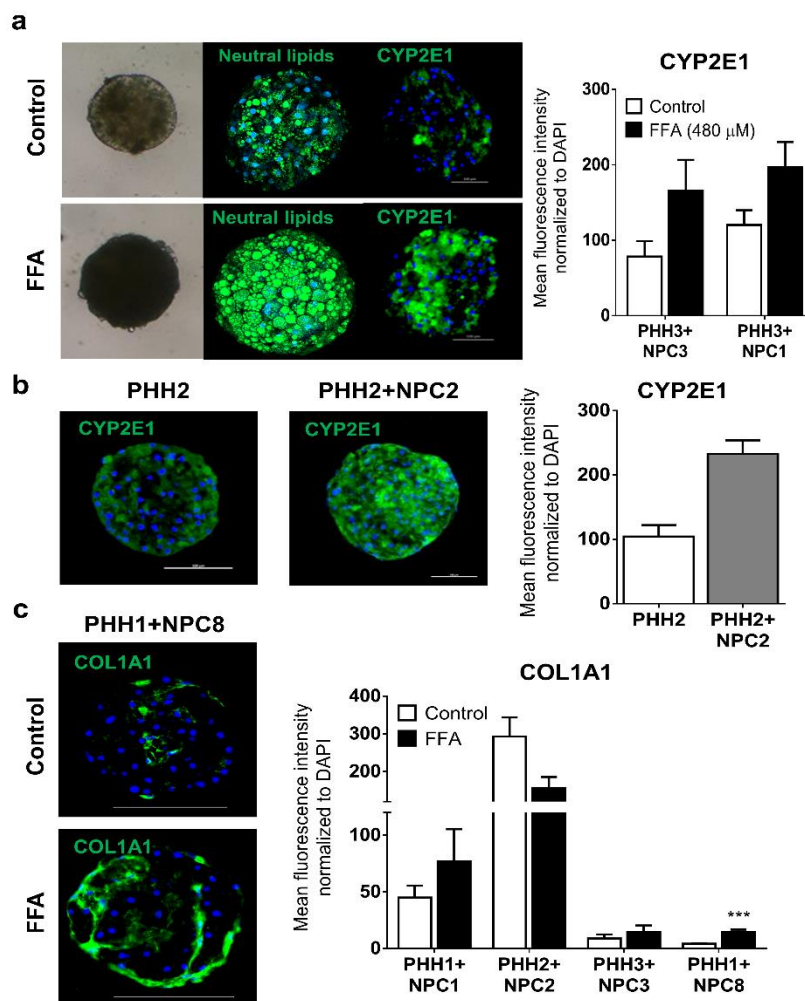 a
Control
Neutral lipids
CYP2E1
FFA
Neutral lipids
CYP2E1
CYP2E1
Mean fluorescence intensity
normalized to DAPI
300
200
100
0
Control
FFA (480 μM)
PHH3+
NPC3
PHH3+
NPC1
b
PHH2
CYP2E1
PHH2+NPC2
CYP2E1
CYP2E1
Mean fluorescence intensity
normalized to DAPI
300
200
100
0
PHH2
PHH2+
NPC2
c
PHH1+NPC8
Control
COL1A1
FFA
COL1A1
COL1A1
Mean fluorescence intensity
normalized to DAPI
400
300
200
100
50
0
Control
FFA
***
PHH1+
NPC1
PHH2+
NPC2
PHH3+
NPC3
PHH1+
NPC8